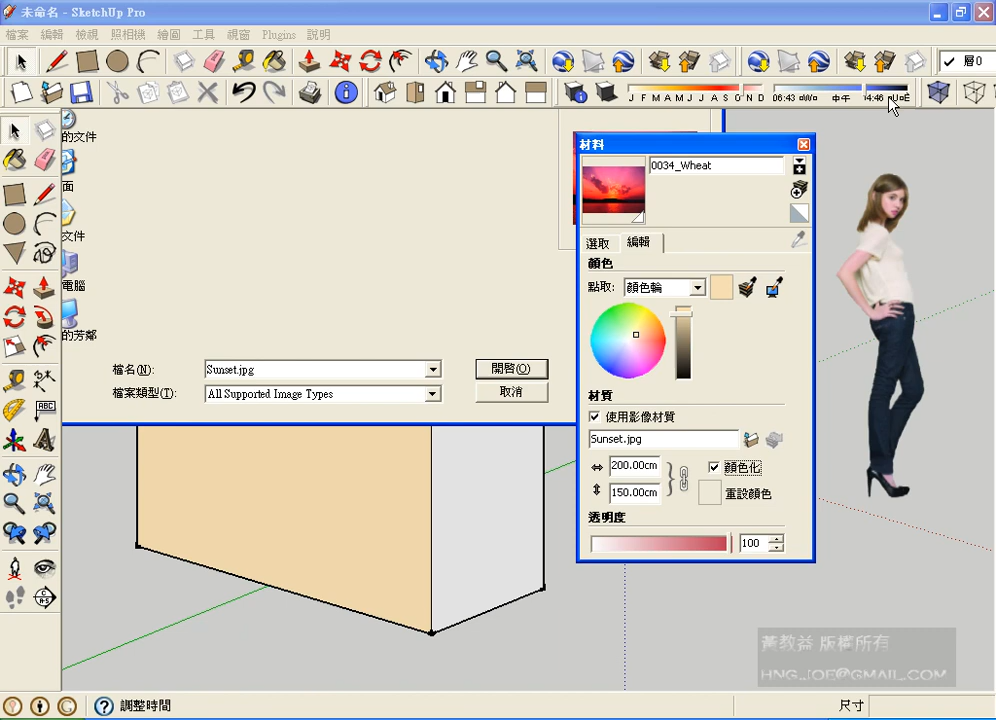 未命名 - SketchUp Pro
檔案 編輯 檢視 照相機 繪圖 工具 視窗 Plugins 說明
層0
J F M A M J J A S O N D
06:43 中午 14:46
的文件
面
文件
電腦
的芳鄰
檔名(N):
Sunset.jpg
開啓(O)
檔案類型(T):
All Supported Image Types
取消
材料
0034_Wheat
選取 編輯
顏色
點取: 顏色輪
材質
使用影像材質
Sunset.jpg
200.00cm
顏色化
150.00cm
重設顏色
透明度
100
ABC
黃教益 版權所有
HNG.JOE@GMAIL.COM
調整時間
尺寸